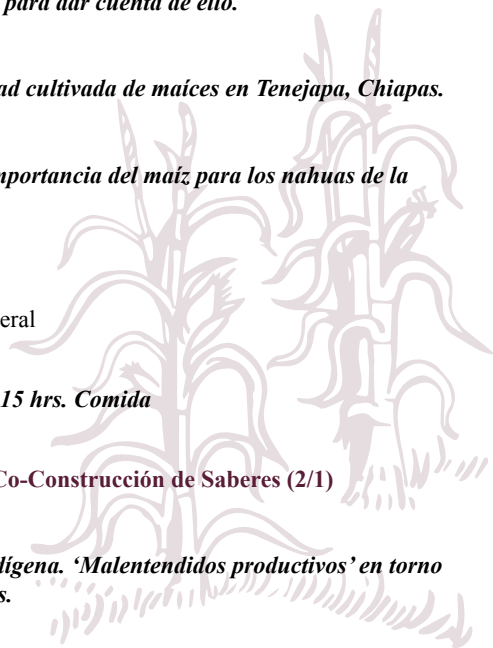 para dar cuenta de ello.
ad cultivada de maíces en Tenejapa, Chiapas.
mportancia del maíz para los nahuas de la
eral
15 hrs. Comida
Co-Construcción de Saberes (2/1)
dígena. ‘Malentendidos productivos’ en torno
s.